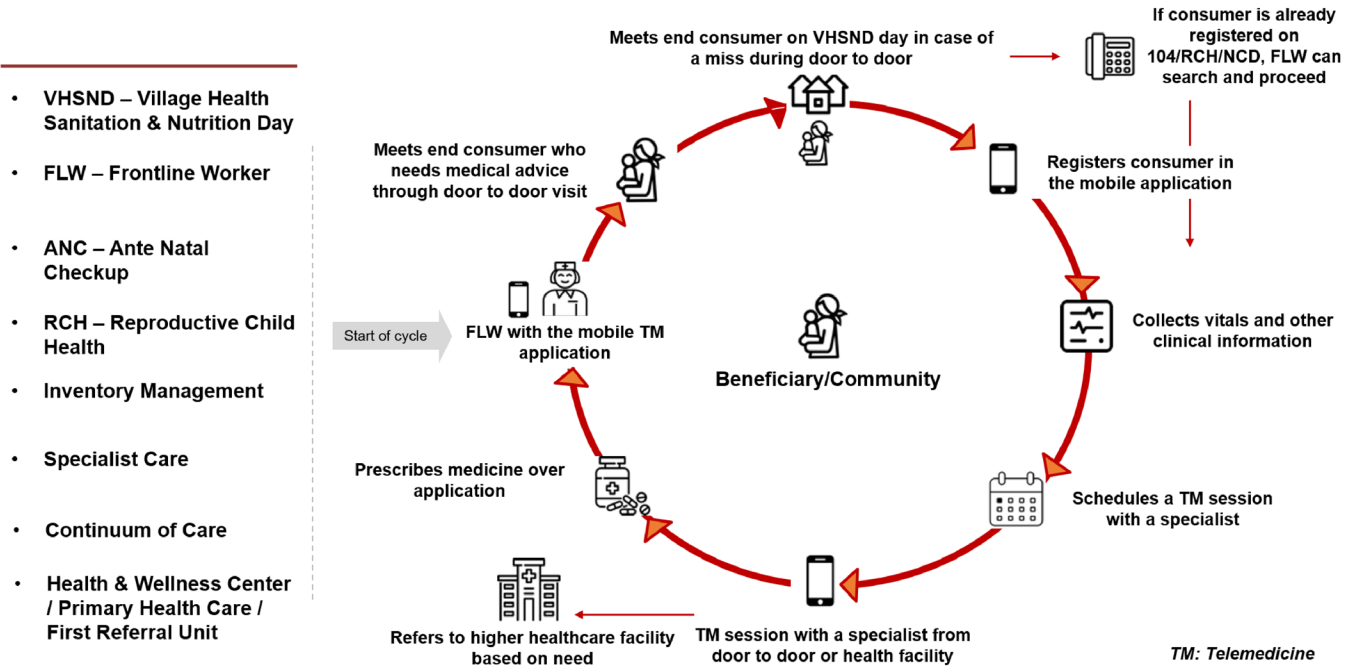 • VHSND – Village Health
Sanitation & Nutrition Day
• FLW – Frontline Worker
• ANC – Ante Natal
Checkup
• RCH – Reproductive Child
Health
• Inventory Management
• Specialist Care
• Continuum of Care
• Health & Wellness Center
/ Primary Health Care /
First Referral Unit
Start of cycle
FLW with the mobile TM
application
Meets end consumer who
needs medical advice
through door to door visit
Meets end consumer on VHSND day in case of
a miss during door to door
If consumer is already
registered on
104/RCH/NCD, FLW can
search and proceed
Registers consumer in
the mobile application
Collects vitals and other
clinical information
Schedules a TM session
with a specialist
TM session with a specialist from
door to door or health facility
Refers to higher healthcare facility
based on need
Prescribes medicine over
application
Beneficiary/Community
TM: Telemedicine